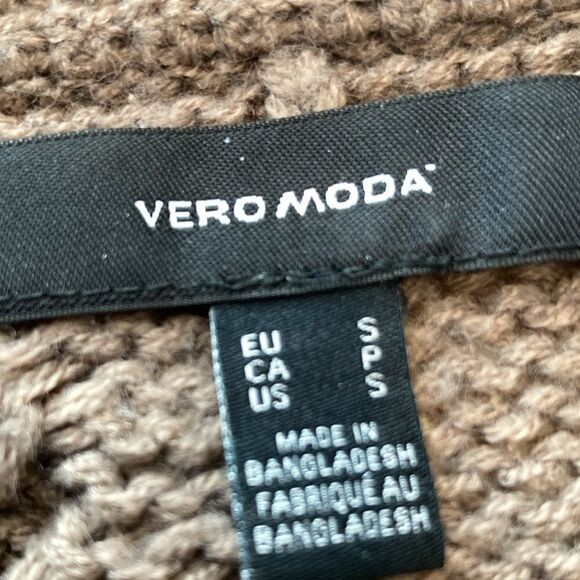 VERO MODA
EU S
CA P
US S
MADE IN
BANGLADESH
FABRIQUÉ AU
BANGLADESH